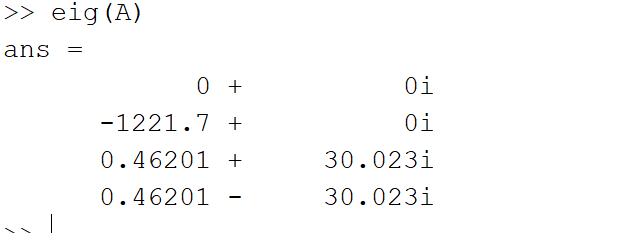 >> eig(A)
ans =
0 + 0i
-1221.7 + 0i
0.46201 + 30.023i
0.46201 - 30.023i
>>